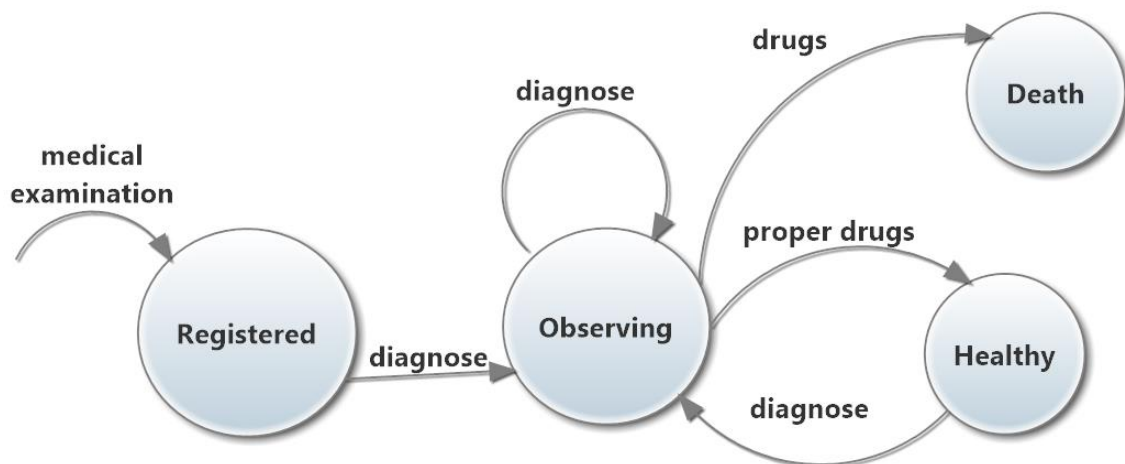 drugs
Death
diagnose
medical
examination
proper drugs
Registered
Observing
Healthy
diagnose
diagnose